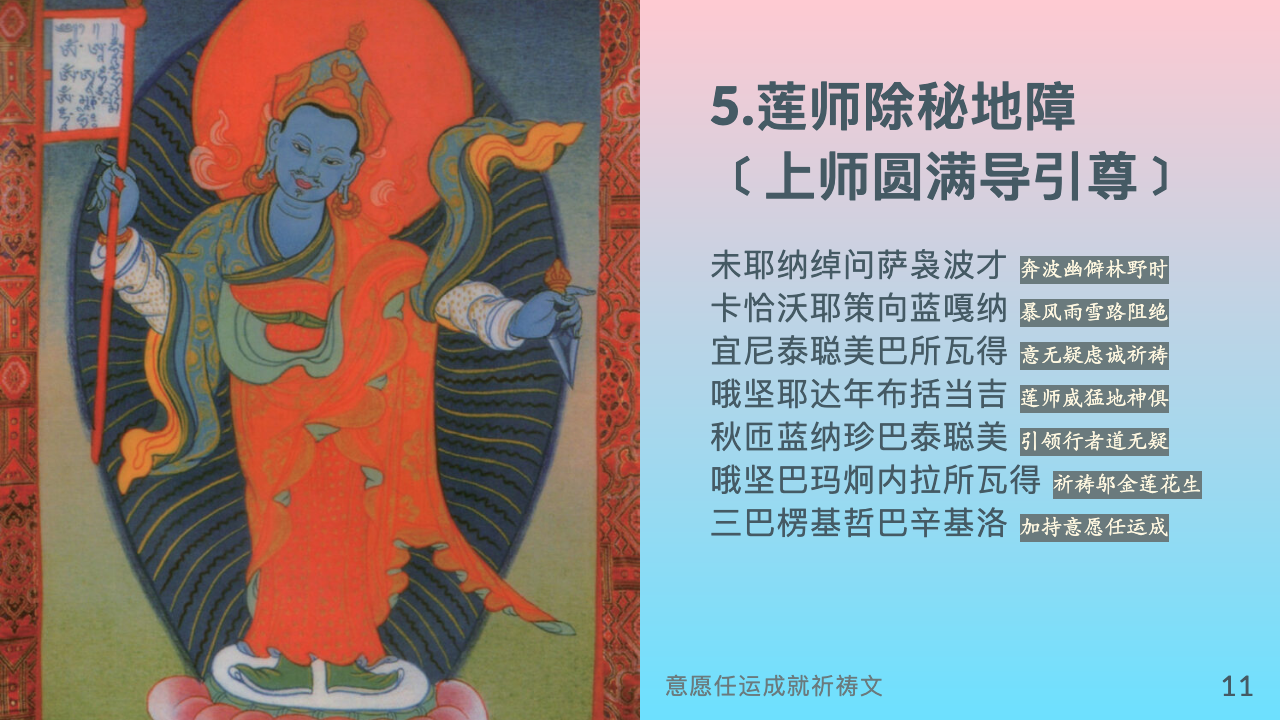 5.莲师除秘地障
﹝上师圆满导引尊﹞
未耶纳绰问萨袅波才 奔波幽僻林野时
卡恰沃耶策向蓝嘎纳 暴风雨雪路阻绝
宜尼泰聪美巴所瓦得 意无疑虑诚祈祷
哦坚耶达年布括当吉 莲师威猛地神俱
秋匝蓝纳珍巴泰聪美 引领行者道无疑
哦坚巴玛炯内拉所瓦得 祈祷邬金莲花生
三巴楞基哲巴辛基洛 加持意愿任运成
意愿任运成就祈祷文
11